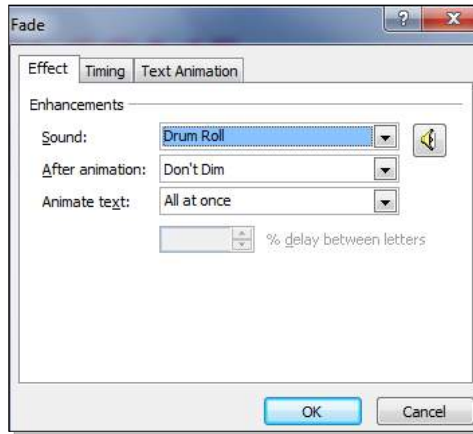 Fade
Effect Timing Text Animation
Enhancements
Sound: Drum Roll
After animation: Don't Dim
Animate text: All at once
% delay between letters
OK Cancel